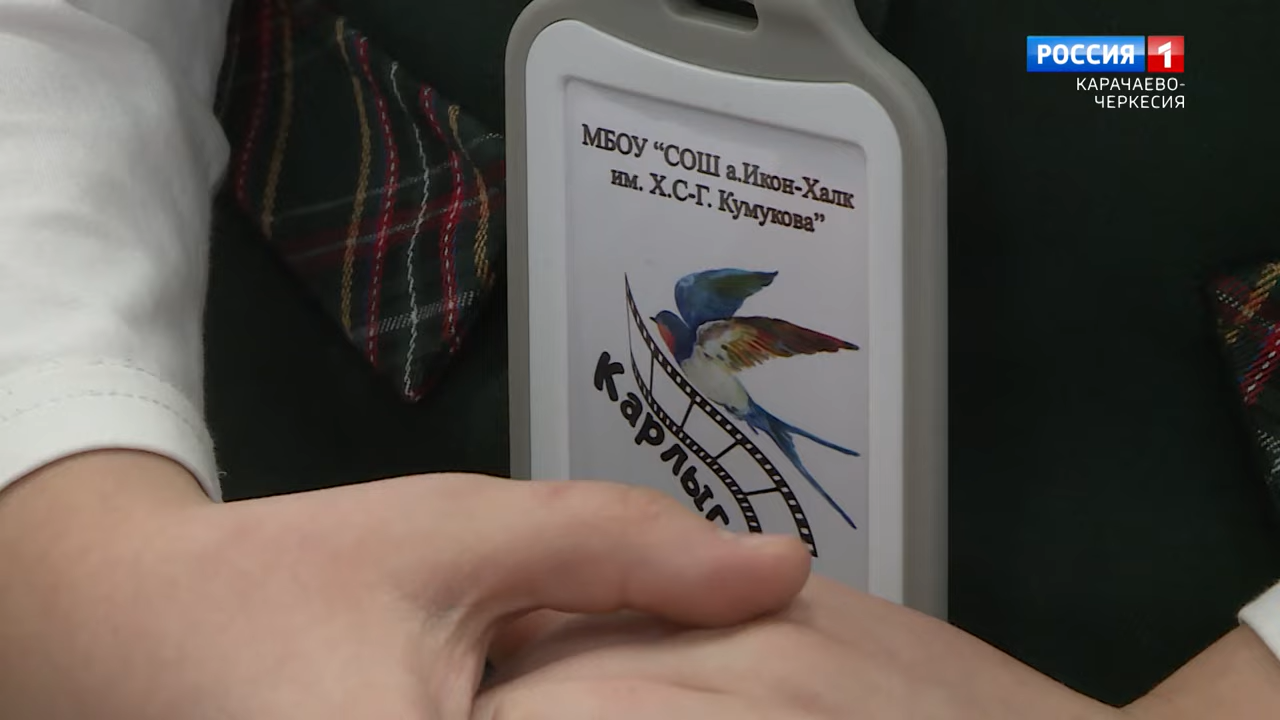 РОССИЯ 1
КАРАЧАЕВО-
ЧЕРКЕСИЯ
МБОУ “СОШ а.Икон-Халк
им. Х.С-Г. Кумукова”